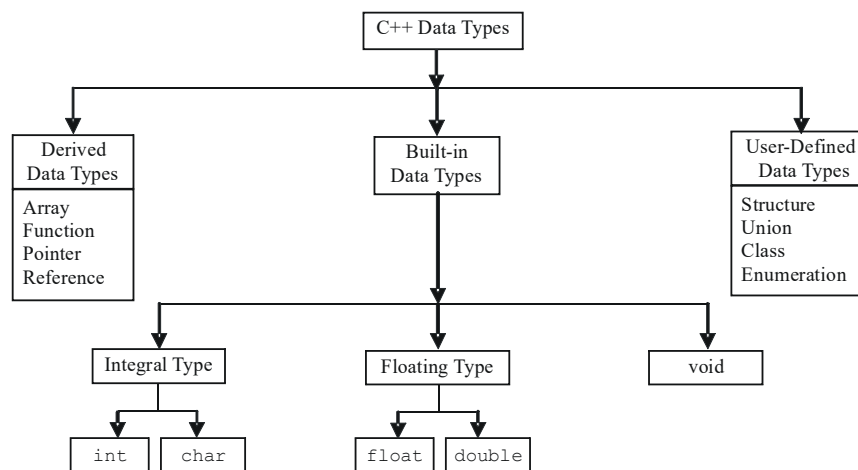 C++ Data Types
Derived
Data Types
Array
Function
Pointer
Reference
Built-in
Data Types
User-Defined
Data Types
Structure
Union
Class
Enumeration
Integral Type
Floating Type
void
int
char
float
double